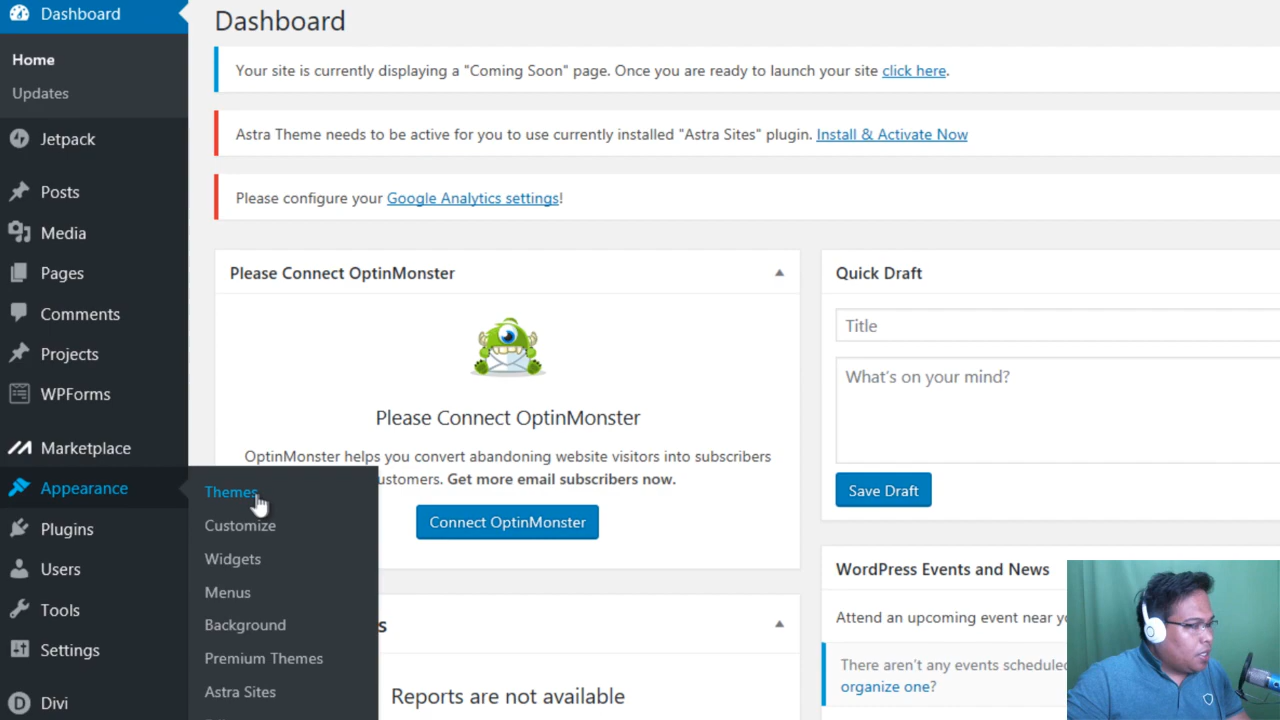 Dashboard
Home
Updates
Jetpack
Posts
Media
Pages
Comments
Projects
WPForms
Marketplace
Appearance
Plugins
Users
Tools
Settings
Divi
Themes
Customize
Widgets
Menus
Background
Premium Themes
Astra Sites
Dashboard
Your site is currently displaying a "Coming Soon" page. Once you are ready to launch your site click here.
Astra Theme needs to be active for you to use currently installed "Astra Sites" plugin. Install & Activate Now
Please configure your Google Analytics settings!
Please Connect OptinMonster
Please Connect OptinMonster
OptinMonster helps you convert abandoning website visitors into subscribers
ustomers. Get more email subscribers now.
Connect OptinMonster
s
Reports are not available
Quick Draft
Title
What's on your mind?
Save Draft
WordPress Events and News
Attend an upcoming event near yo
There aren't any events scheduled
organize one?